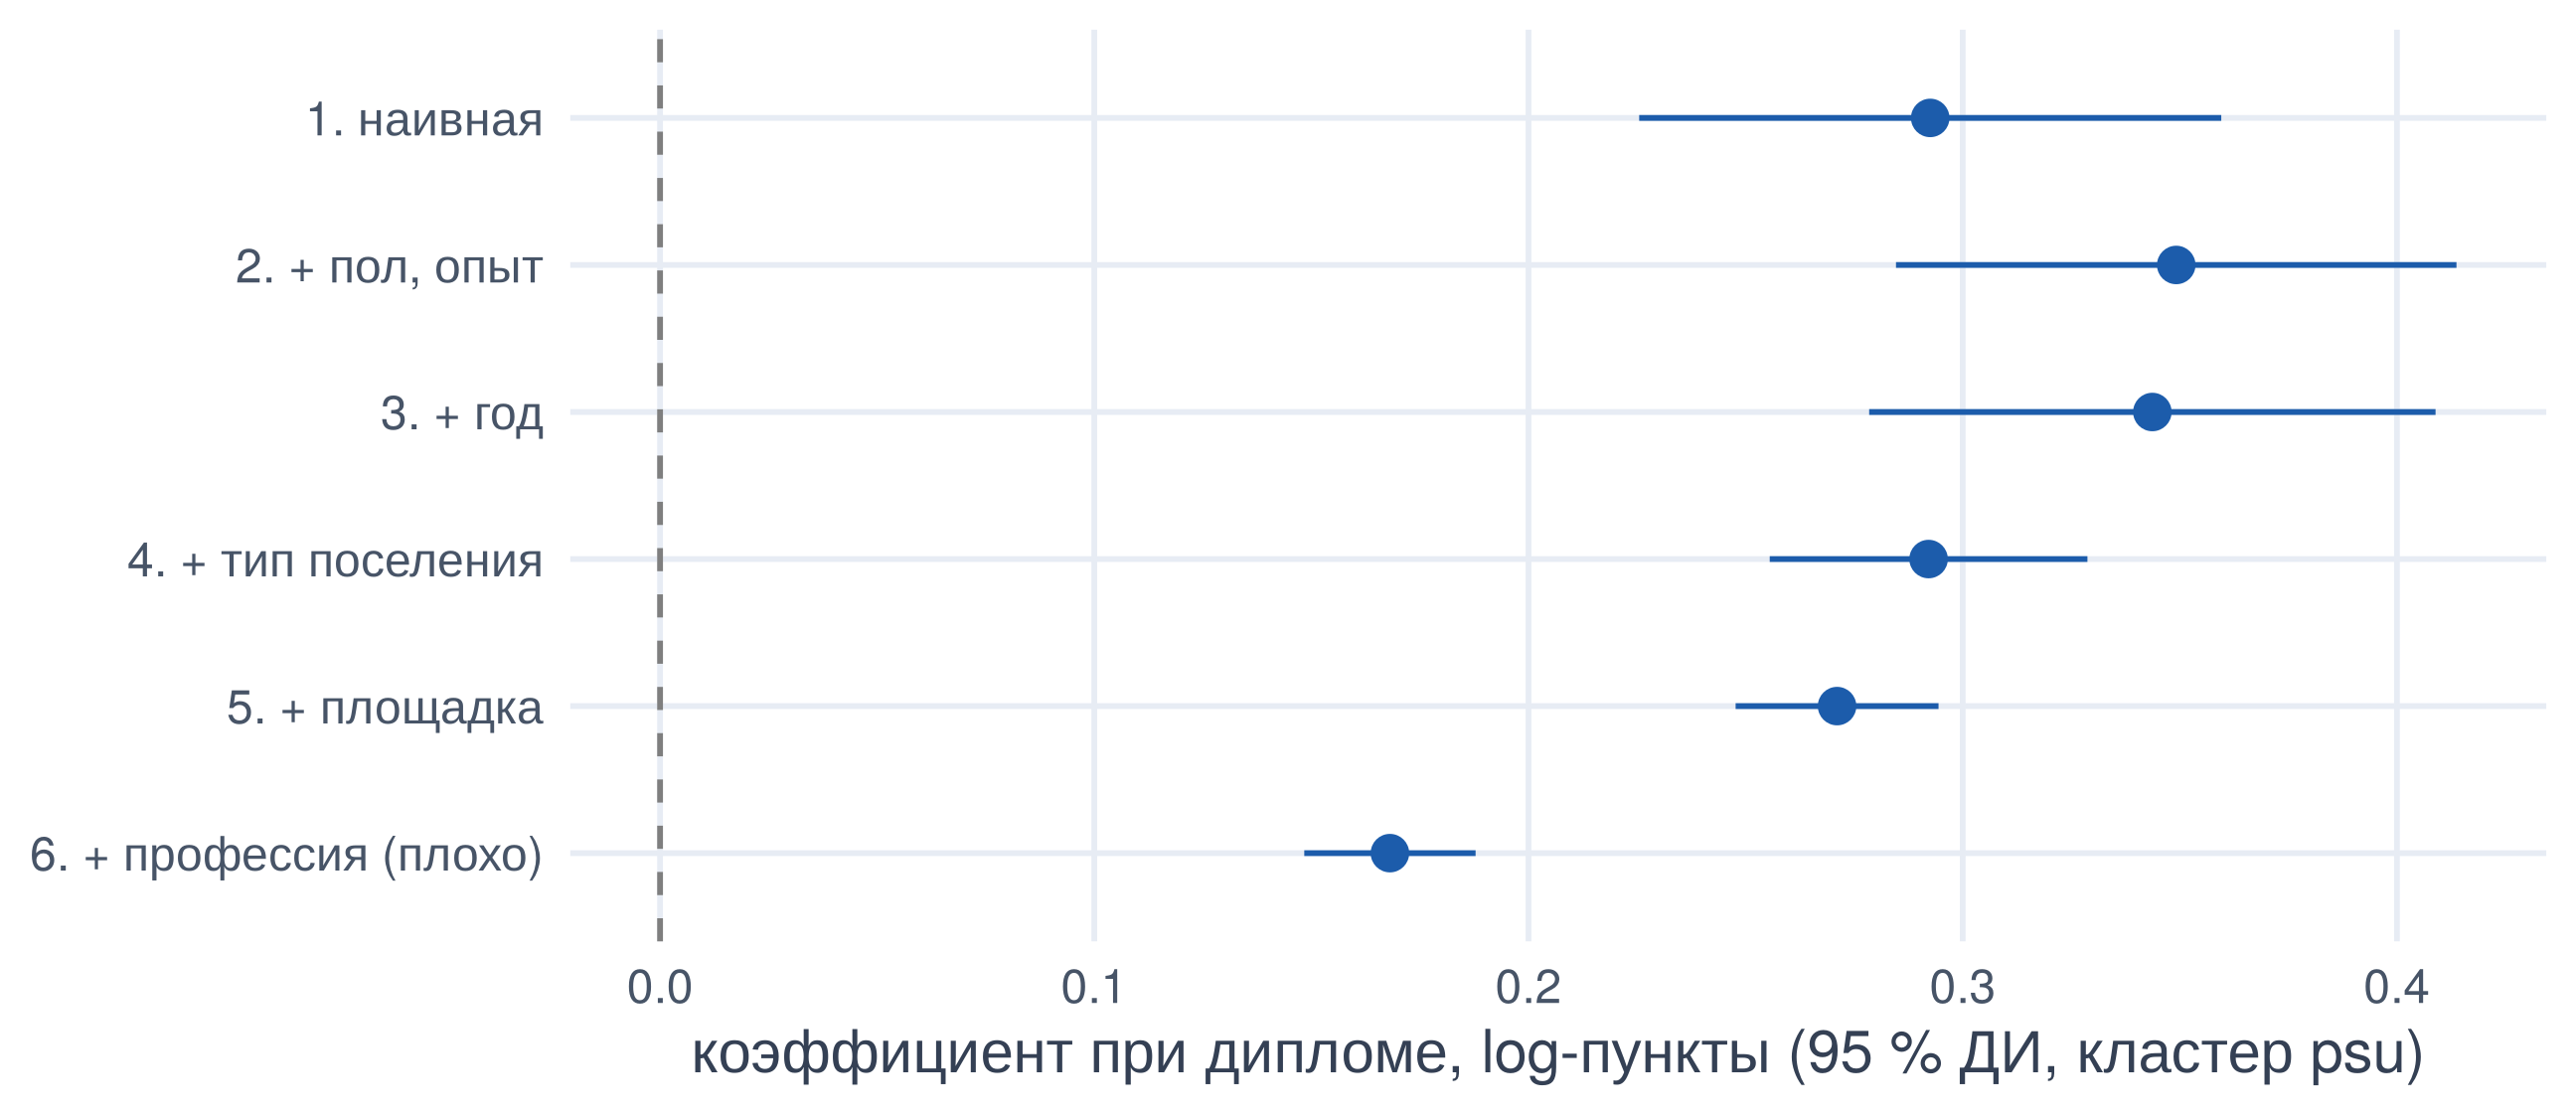 1. наивная
2. + пол, опыт
3. + год
4. + тип поселения
5. + площадка
6. + профессия (плохо)
0.0 0.1 0.2 0.3 0.4
коэффициент при дипломе, log-пункты (95 % ДИ, кластер psu)